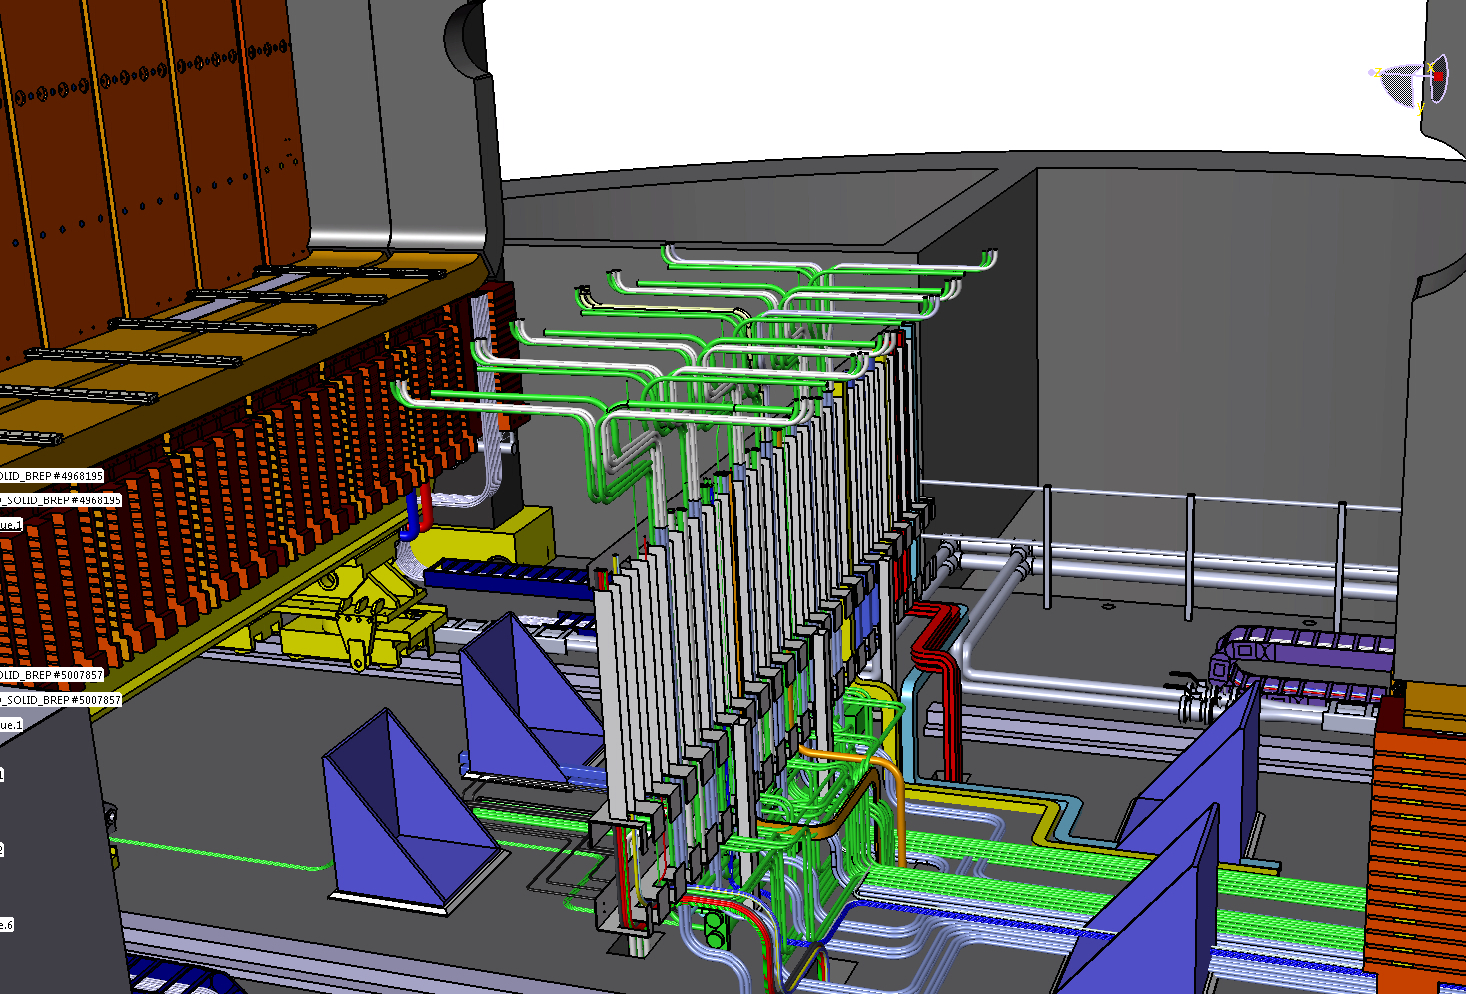 OLID_BREP #4968195
_SOLID_BREP #4968195
ue.1
OLID_BREP #5007857
_SOLID_BREP #5007857
ue.1
e.6